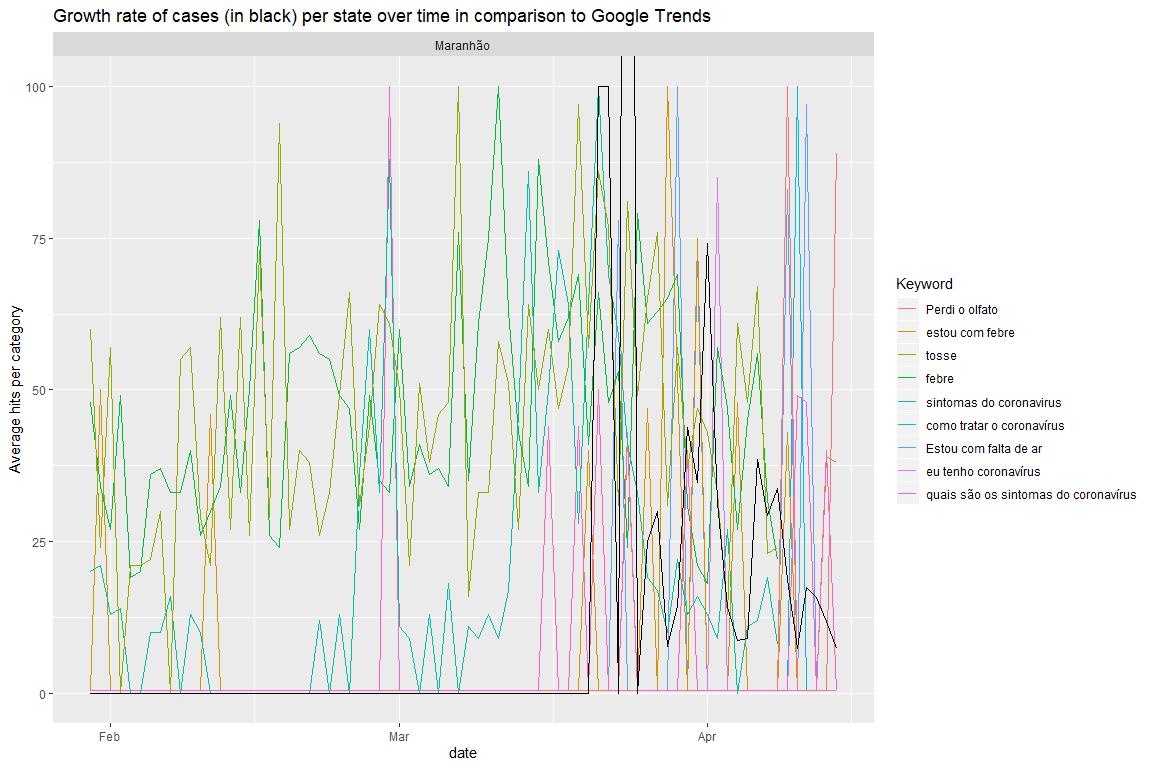 Growth rate of cases (in black) per state over time in comparison to Google Trends
Maranhão
100
75
50
25
0
Feb
Mar
Apr
date
Average hits per category
Keyword
Perdi o olfato
estou com febre
tosse
febre
sintomas do coronavirus
como tratar o coronavírus
Estou com falta de ar
eu tenho coronavírus
quais são os sintomas do coronavírus